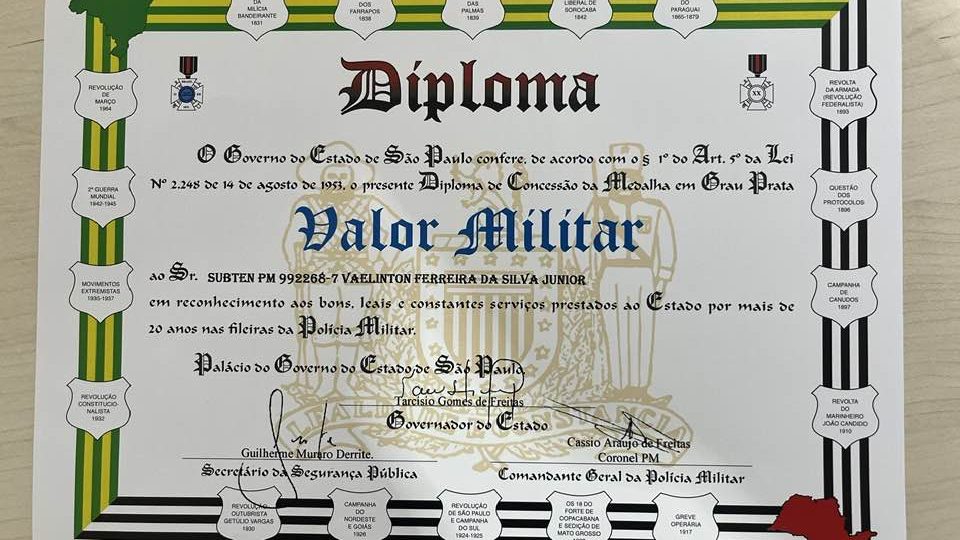 DA
MILÍCIA
BANDEIRANTE
1831
DOS
FARRAPOS
1838
DAS
PALMAS
1839
LIBERAL DE
SOROCABA
1842
DO
PARAGUAI
1865-1879
REVOLUÇÃO
DE
MARÇO
1964
Diploma
XX
REVOLTA
DA ARMADA
(REVOLUÇÃO
FEDERALISTA)
1893
O Governo do Estado de São Paulo confere, de acordo com o § 1º do Art. 5º da Lei
Nº 2.248 de 14 de agosto de 1953, o presente Diploma de Concessão da Medalha em Grau Prata
2ª GUERRA
MUNDIAL
1942-1945
QUESTÃO
DOS
PROTOCOLOS
1896
Valor Militar
ao Sr. SUBTEN PM 992268-7 VAELINTON FERREIRA DA SILVA JUNIOR
em reconhecimento aos bons, leais e constantes serviços prestados ao Estado por mais de
20 anos nas fileiras da Polícia Militar.
MOVIMENTOS
EXTREMISTAS
1935-1937
CAMPANHA
DE
CANUDOS
1897
Palácio do Governo do Estado de São Paulo,
Tarcísio Gomes de Freitas
Governador do Estado
REVOLUÇÃO
CONSTITUCIO-
NALISTA
1932
REVOLTA
DO
MARINHEIRO
JOÃO CANDIDO
1910
Guilherme Muraro Derrite.
Secretário da Segurança Pública
Cassio Araujo de Freitas
Coronel PM
Comandante Geral da Polícia Militar
REVOLUÇÃO
OUTUBRISTA
GETÚLIO VARGAS
1930
CAMPANHA
DO
NORDESTE
E GOIÁS
1926
REVOLUÇÃO
DE SÃO PAULO
E CAMPANHA
DO SUL
1924-1925
OS 18 DO
FORTE DE
COPACABANA
E SEDIÇÃO DE
MATO GROSSO
GREVE
OPERÁRIA
1917